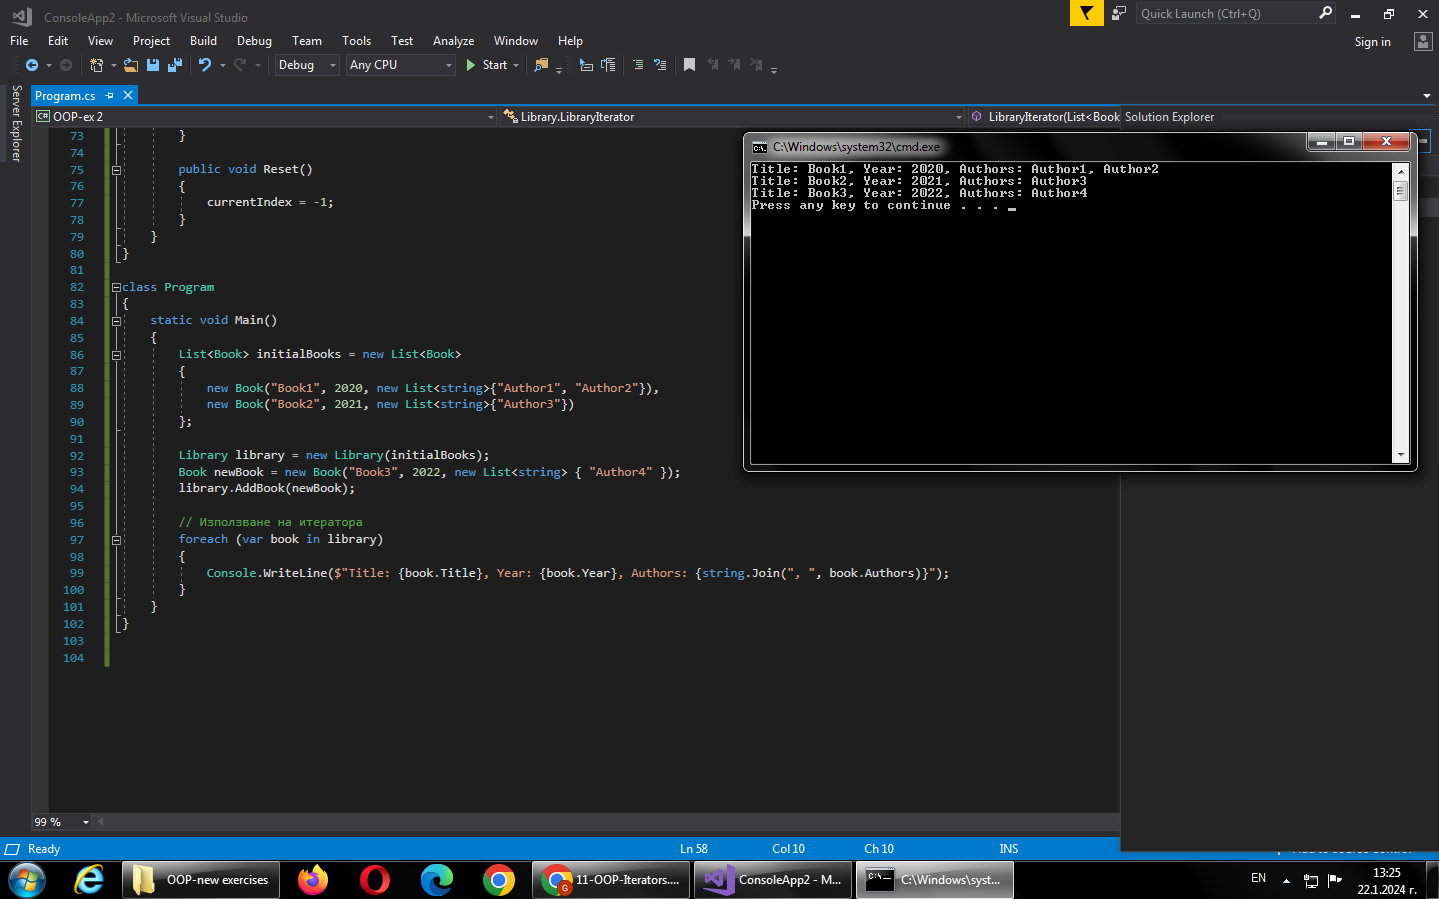 ConsoleApp2 - Microsoft Visual Studio
Quick Launch (Ctrl+Q)
File Edit View Project Build Debug Team Tools Test Analyze Window Help
Sign in
Debug Any CPU Start
Server Explorer
Program.cs
C# OOP-ex 2
Library.LibraryIterator
LibraryIterator(List<Book
Solution Explorer
C:\Windows\system32\cmd.exe
Title: Book1, Year: 2020, Authors: Author1, Author2
Title: Book2, Year: 2021, Authors: Author3
Title: Book3, Year: 2022, Authors: Author4
Press any key to continue . . . _
73 }
74
75 public void Reset()
76 {
77 currentIndex = -1;
78 }
79 }
80 }
81
82 class Program
83 {
84 static void Main()
85 {
86 List<Book> initialBooks = new List<Book>
87 {
88 new Book("Book1", 2020, new List<string>{"Author1", "Author2"}),
89 new Book("Book2", 2021, new List<string>{"Author3"})
90 };
91
92 Library library = new Library(initialBooks);
93 Book newBook = new Book("Book3", 2022, new List<string> { "Author4" });
94 library.AddBook(newBook);
95
96 // Използване на итератора
97 foreach (var book in library)
98 {
99 Console.WriteLine($"Title: {book.Title}, Year: {book.Year}, Authors: {string.Join(", ", book.Authors)}");
100 }
101 }
102 }
103
104
99 %
Ready
Ln 58
Col 10
Ch 10
INS
OOP-new exercises
11-OOP-Iterators....
ConsoleApp2 - M...
C:\Windows\syst...
EN
13:25
22.1.2024 г.